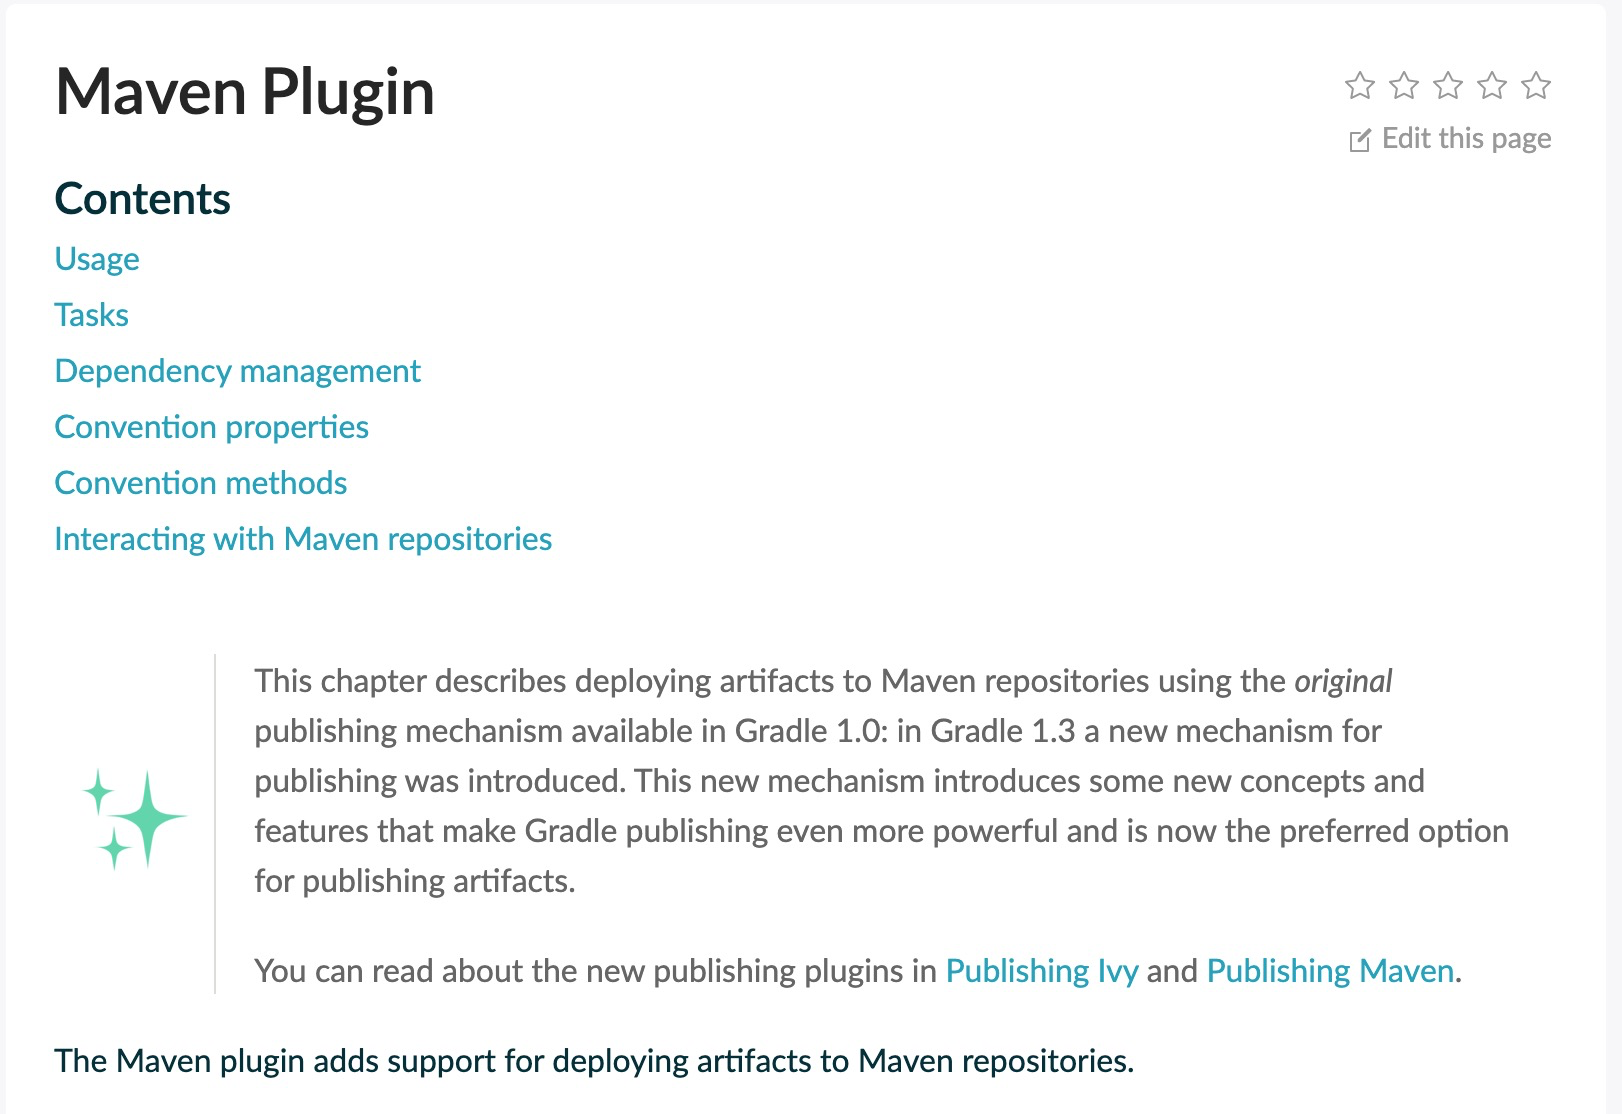 Maven Plugin
Edit this page
Contents
Usage
Tasks
Dependency management
Convention properties
Convention methods
Interacting with Maven repositories
This chapter describes deploying artifacts to Maven repositories using the original
publishing mechanism available in Gradle 1.0: in Gradle 1.3 a new mechanism for
publishing was introduced. This new mechanism introduces some new concepts and
features that make Gradle publishing even more powerful and is now the preferred option
for publishing artifacts.
You can read about the new publishing plugins in Publishing Ivy and Publishing Maven.
The Maven plugin adds support for deploying artifacts to Maven repositories.